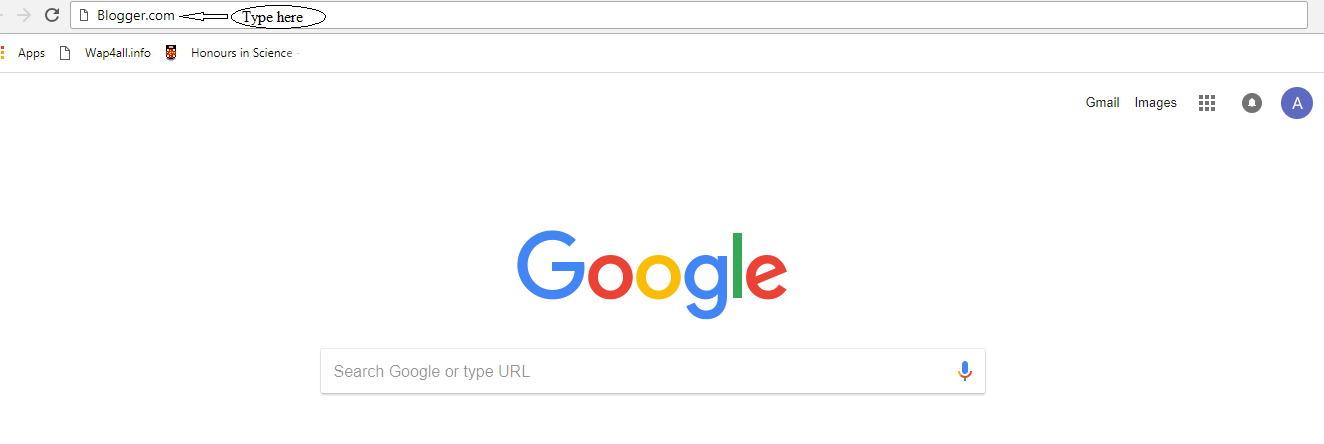 Blogger.com Type here
Apps Wap4all.info Honours in Science -
Gmail Images A
Google
Search Google or type URL